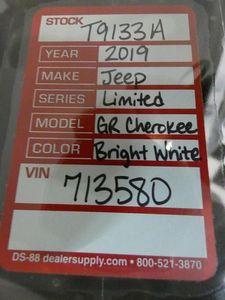 STOCK T9133A
YEAR 2019
MAKE Jeep
SERIES Limited
MODEL GR Cherokee
COLOR Bright White
VIN
713580
DS-88 dealersupply.com • 800-521-3870